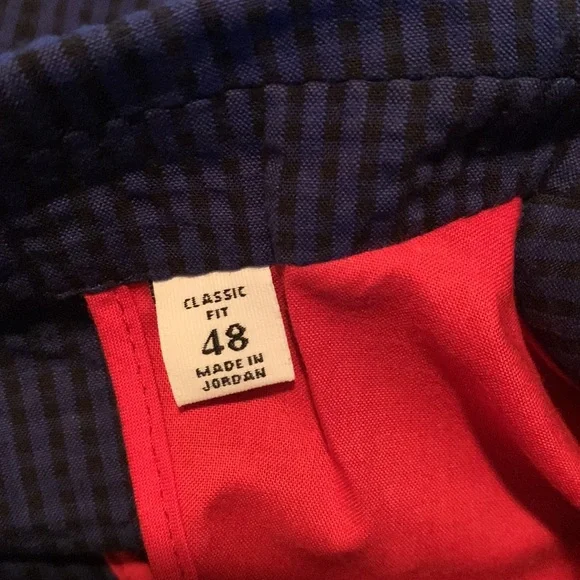 CLASSIC
FIT
48
MADE IN
JORDAN